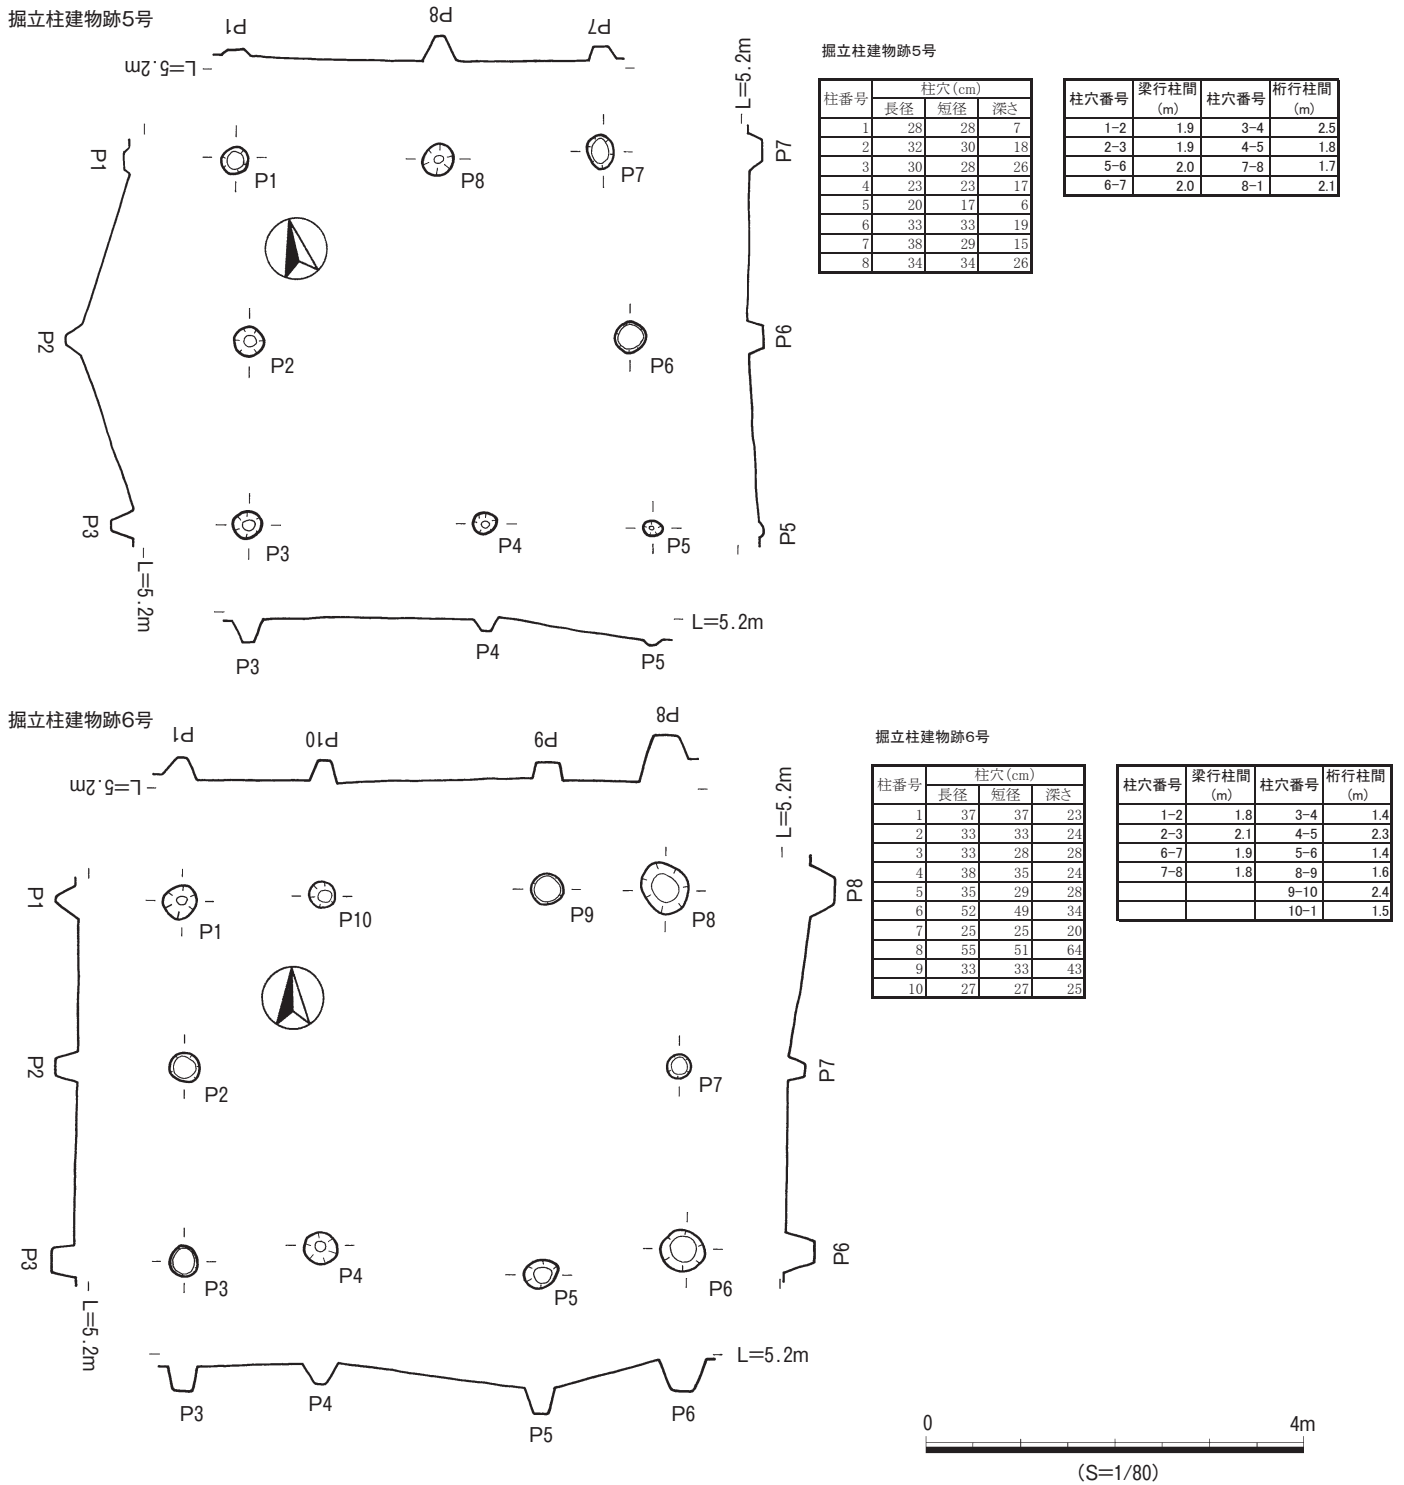 掘立柱建物跡5号
P1 P8 P7
L=5.2m
L=5.2m
P1 P1 P8 P7 P7
P2 P2 P6 P6
P3 P3 P4 P5 P5
L=5.2m
L=5.2m
P3 P4 P5
掘立柱建物跡5号
柱番号 柱穴(cm)
長径 短径 深さ
1 28 28 7
2 32 30 18
3 30 28 26
4 23 23 17
5 20 17 6
6 33 33 19
7 38 29 15
8 34 34 26
柱穴番号 梁行柱間(m) 柱穴番号 桁行柱間(m)
1-2 1.9 3-4 2.5
2-3 1.9 4-5 1.8
5-6 2.0 7-8 1.7
6-7 2.0 8-1 2.1
掘立柱建物跡6号
P1 P10 P9 P8
L=5.2m
L=5.2m
P1 P1 P10 P9 P8 P8
P2 P2 P7 P7
P3 P3 P4 P5 P6 P6
L=5.2m
L=5.2m
P3 P4 P5 P6
掘立柱建物跡6号
柱番号 柱穴(cm)
長径 短径 深さ
1 37 37 23
2 33 33 24
3 33 28 28
4 38 35 24
5 35 29 28
6 52 49 34
7 25 25 20
8 55 51 64
9 33 33 43
10 27 27 25
柱穴番号 梁行柱間(m) 柱穴番号 桁行柱間(m)
1-2 1.8 3-4 1.4
2-3 2.1 4-5 2.3
6-7 1.9 5-6 1.4
7-8 1.8 8-9 1.6
9-10 2.4
10-1 1.5
0 4m
(S=1/80)